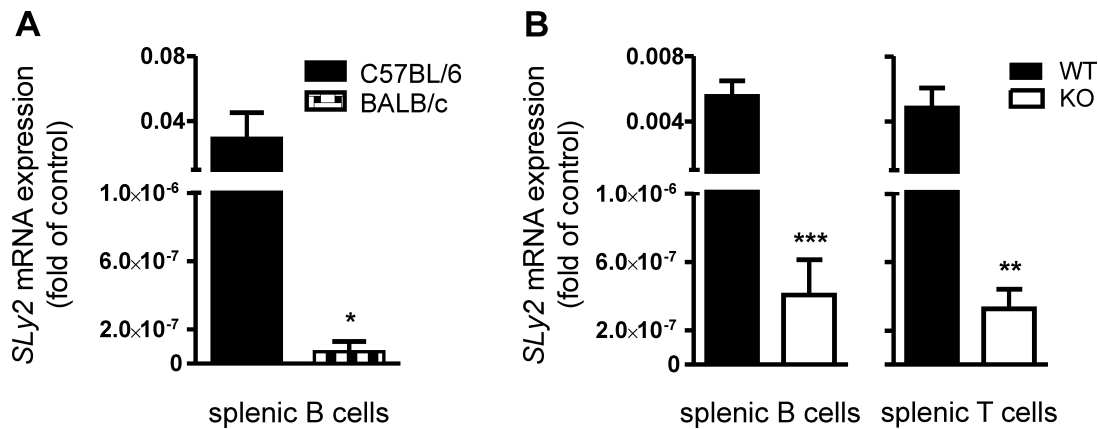 A
SLy2 mRNA expression
(fold of control)
0.08
0.04
1.0×10⁻⁶
6.0×10⁻⁷
2.0×10⁻⁷
0
C57BL/6
BALB/c
*
splenic B cells
B
SLy2 mRNA expression
(fold of control)
0.008
0.004
1.0×10⁻⁶
6.0×10⁻⁷
2.0×10⁻⁷
0
***
splenic B cells
WT
KO
**
splenic T cells